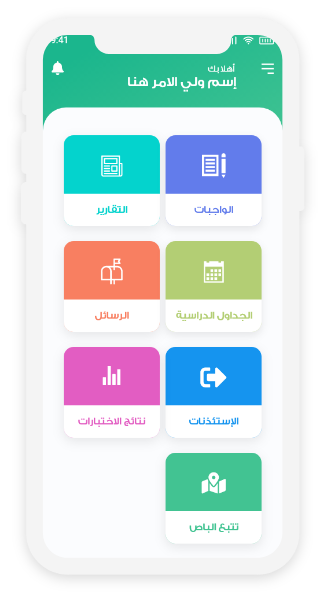 9:41
أهلا بك
إسم ولي الامر هنا
الواجبات
التقارير
الجداول الدراسية
الرسائل
الإستئذنات
نتائج الاختبارات
تتبع الباص